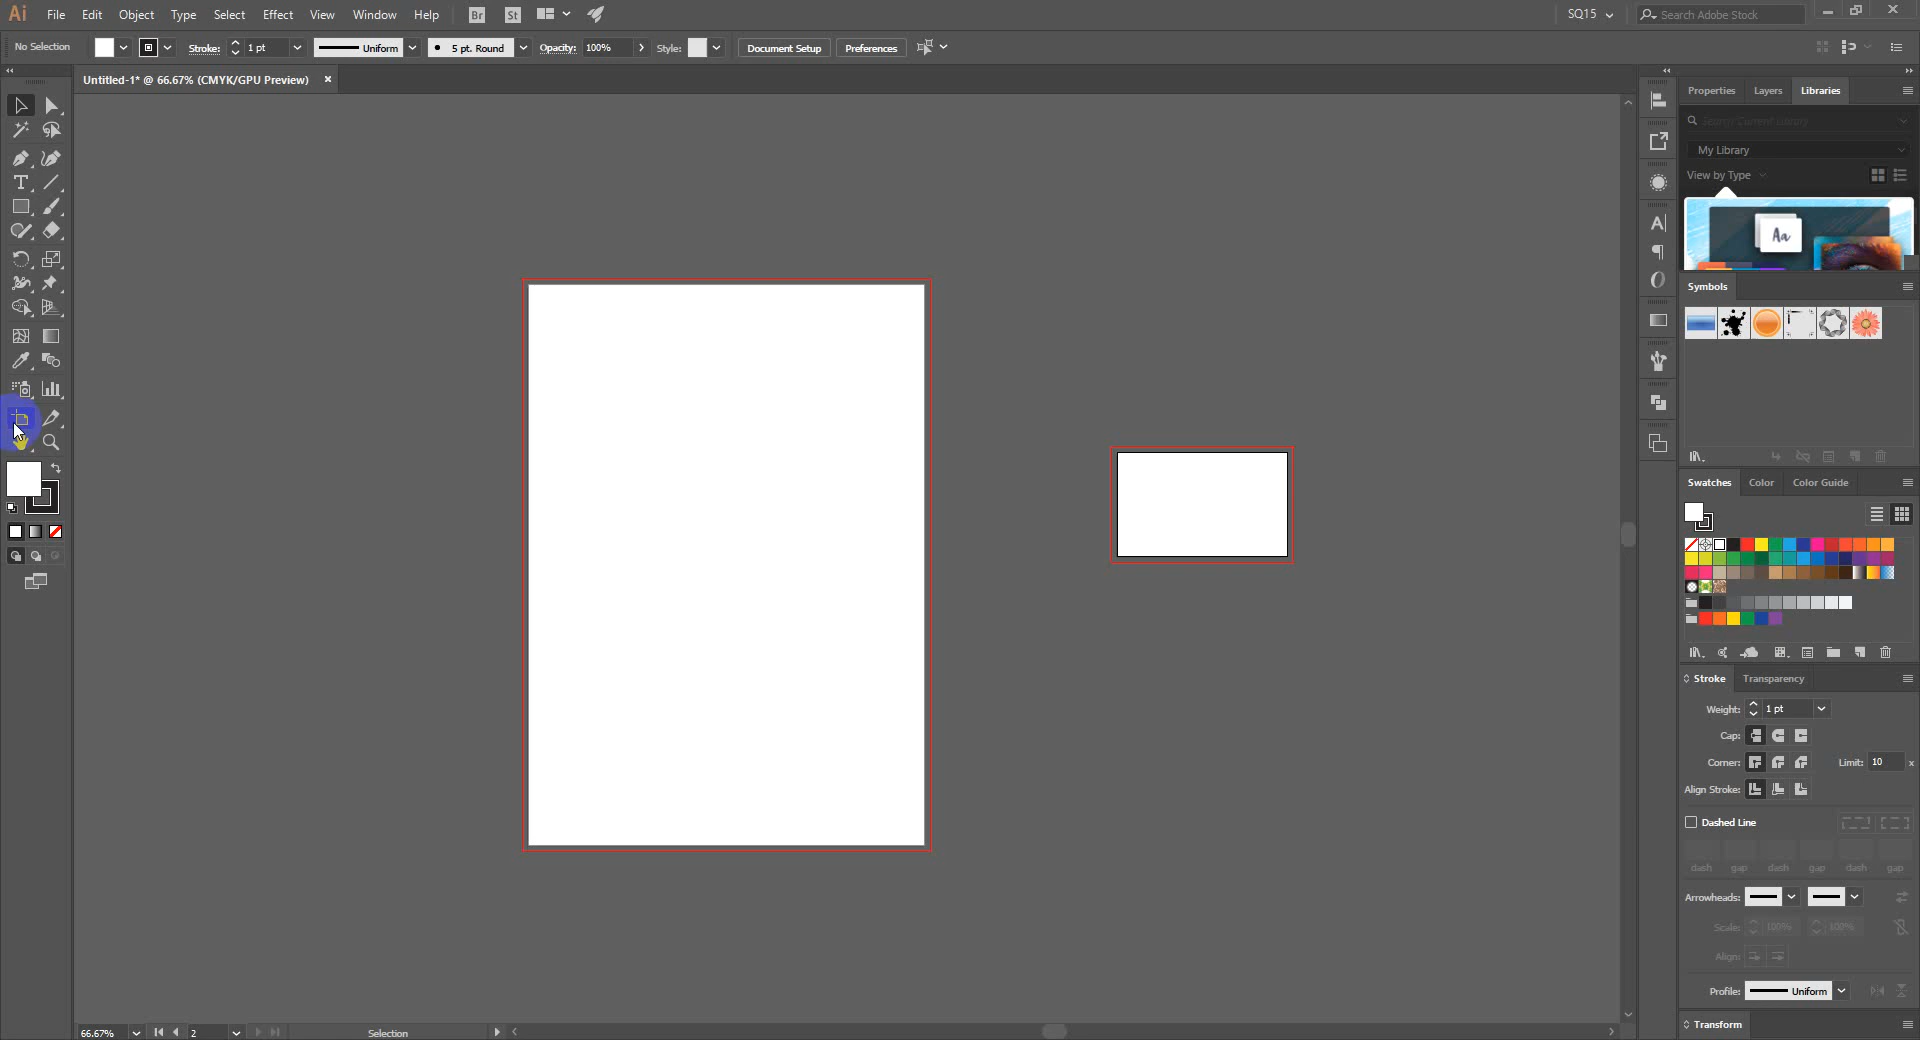 Ai File Edit Object Type Select Effect View Window Help Br St SQ15 Search Adobe Stock
No Selection Stroke: 1 pt Uniform 5 pt. Round Opacity: 100% Style: Document Setup Preferences
Untitled-1* @ 66.67% (CMYK/GPU Preview)
Properties Layers Libraries
Search Current Library
My Library
View by Type
Aa
Symbols
Swatches Color Color Guide
Stroke Transparency
Weight: 1 pt
Cap:
Corner: Limit: 10 x
Align Stroke:
Dashed Line
dash gap dash gap dash gap
Arrowheads:
Scale: 100% 100%
Align:
Profile: Uniform
Transform
66.67% 2 Selection